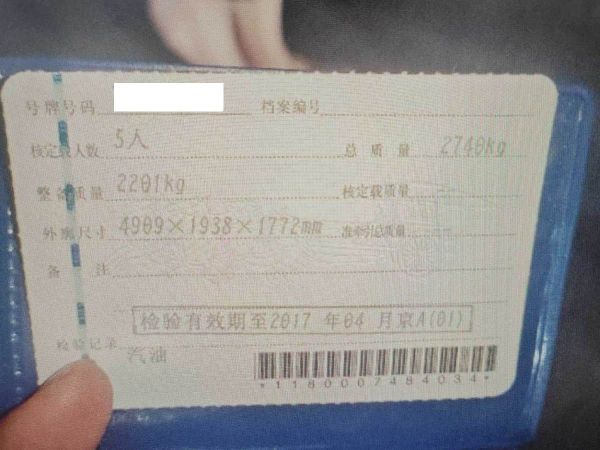 号牌号码 档案编号
核定载人数 5人 总质量 2740kg
整备质量 2201kg 核定载质量 --
外廓尺寸 4909×1938×1772mm 准牵引总质量 --
备注
检验有效期至2017年04月京A(01)
检验记录 汽油
*1180007484034*